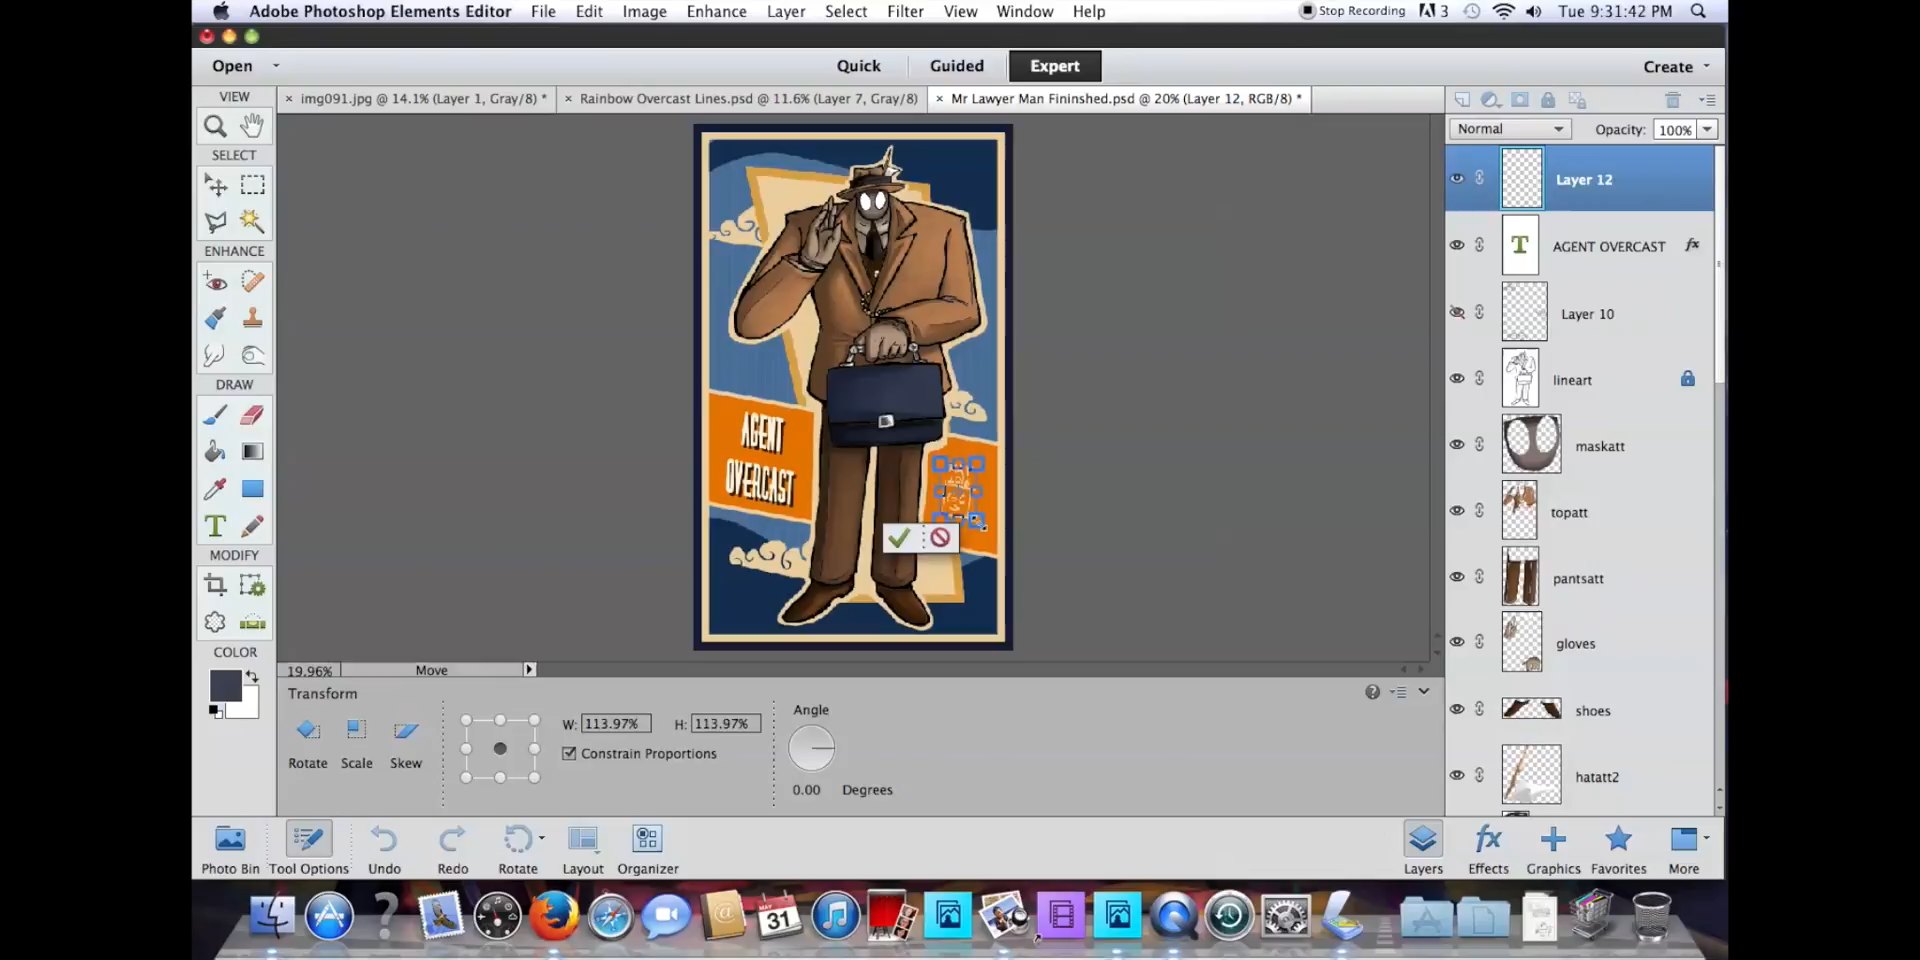 Adobe Photoshop Elements Editor File Edit Image Enhance Layer Select Filter View Window Help Stop Recording 3 Tue 9:31:42 PM
Open Quick Guided Expert Create
VIEW
img091.jpg @ 14.1% (Layer 1, Gray/8) * Rainbow Overcast Lines.psd @ 11.6% (Layer 7, Gray/8) Mr Lawyer Man Fininshed.psd @ 20% (Layer 12, RGB/8) *
Normal Opacity: 100%
SELECT
Layer 12
ENHANCE
AGENT OVERCAST fx
Layer 10
DRAW
lineart
AGENT
OVERCAST
maskatt
topatt
MODIFY
pantsatt
gloves
COLOR
19.96% Move
Transform
shoes
Angle
W: 113.97% H: 113.97%
Constrain Proportions
Rotate Scale Skew
0.00 Degrees
hatatt2
Photo Bin Tool Options Undo Redo Rotate Layout Organizer Layers Effects Graphics Favorites More
MAY
31